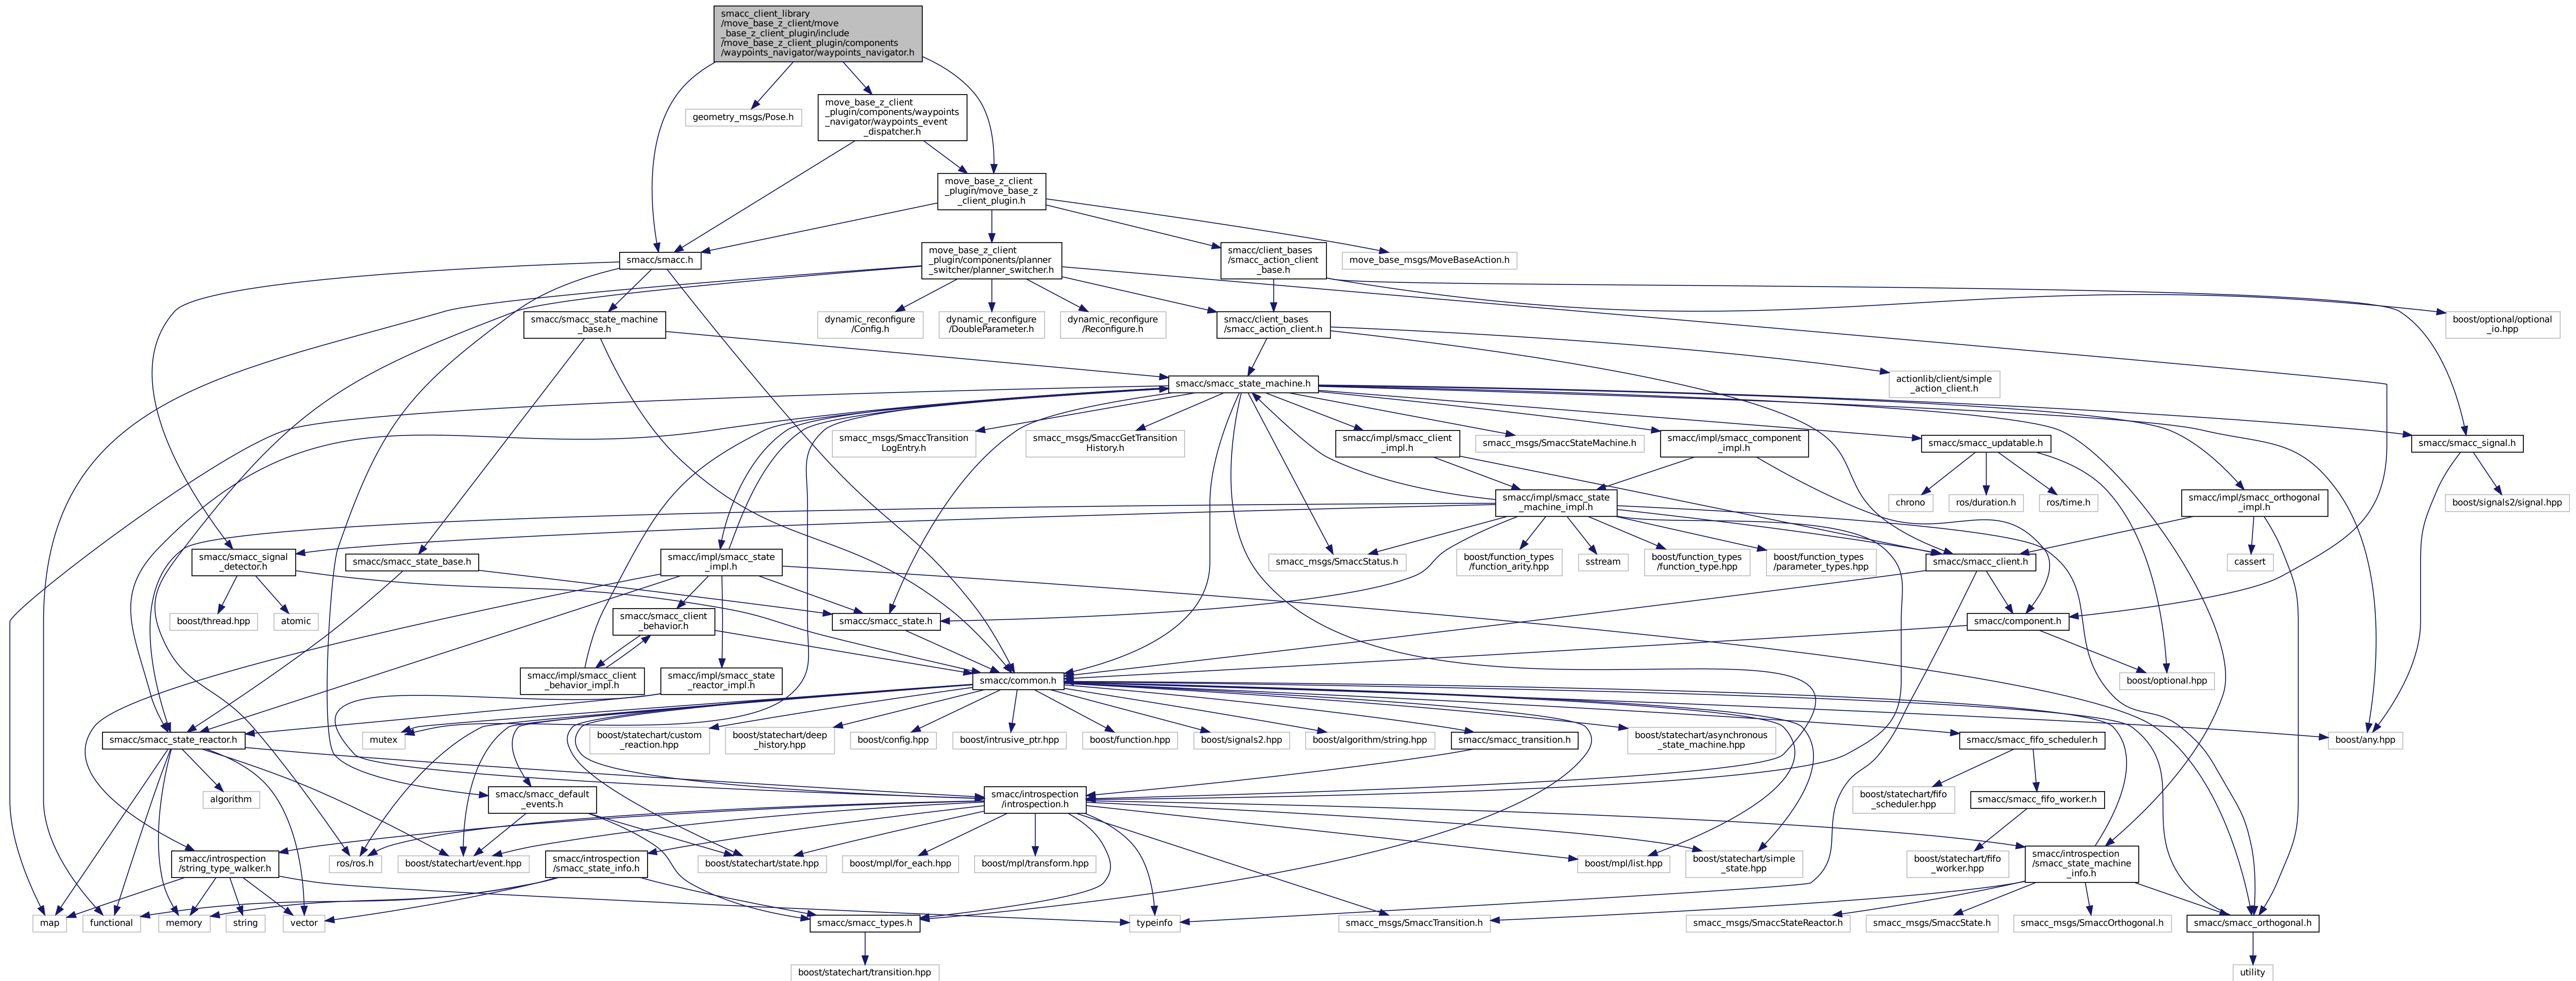 smacc_client_library
/move_base_z_client/move
_base_z_client_plugin/include
/move_base_z_client_plugin/components
/waypoints_navigator/waypoints_navigator.h
geometry_msgs/Pose.h
move_base_z_client
_plugin/components/waypoints
_navigator/waypoints_event
_dispatcher.h
move_base_z_client
_plugin/move_base_z
_client_plugin.h
smacc/smacc.h
move_base_z_client
_plugin/components/planner
_switcher/planner_switcher.h
smacc/client_bases
/smacc_action_client
_base.h
move_base_msgs/MoveBaseAction.h
smacc/smacc_state_machine
_base.h
dynamic_reconfigure
/Config.h
dynamic_reconfigure
/DoubleParameter.h
dynamic_reconfigure
/Reconfigure.h
smacc/client_bases
/smacc_action_client.h
boost/optional/optional
_io.hpp
smacc/smacc_state_machine.h
actionlib/client/simple
_action_client.h
smacc_msgs/SmaccTransition
LogEntry.h
smacc_msgs/SmaccGetTransition
History.h
smacc/impl/smacc_client
_impl.h
smacc_msgs/SmaccStateMachine.h
smacc/impl/smacc_component
_impl.h
smacc/smacc_updatable.h
smacc/smacc_signal.h
smacc/impl/smacc_state
_machine_impl.h
chrono
ros/duration.h
ros/time.h
smacc/impl/smacc_orthogonal
_impl.h
boost/signals2/signal.hpp
smacc/smacc_signal
_detector.h
smacc/smacc_state_base.h
smacc/impl/smacc_state
_impl.h
smacc_msgs/SmaccStatus.h
boost/function_types
/function_arity.hpp
sstream
boost/function_types
/function_type.hpp
boost/function_types
/parameter_types.hpp
smacc/smacc_client.h
cassert
boost/thread.hpp
atomic
smacc/smacc_client
_behavior.h
smacc/smacc_state.h
smacc/component.h
smacc/impl/smacc_client
_behavior_impl.h
smacc/impl/smacc_state
_reactor_impl.h
smacc/common.h
boost/optional.hpp
smacc/smacc_state_reactor.h
mutex
boost/statechart/custom
_reaction.hpp
boost/statechart/deep
_history.hpp
boost/config.hpp
boost/intrusive_ptr.hpp
boost/function.hpp
boost/signals2.hpp
boost/algorithm/string.hpp
smacc/smacc_transition.h
boost/statechart/asynchronous
_state_machine.hpp
smacc/smacc_fifo_scheduler.h
boost/any.hpp
algorithm
smacc/smacc_default
_events.h
smacc/introspection
/introspection.h
boost/statechart/fifo
_scheduler.hpp
smacc/smacc_fifo_worker.h
smacc/introspection
/string_type_walker.h
ros/ros.h
boost/statechart/event.hpp
smacc/introspection
/smacc_state_info.h
boost/statechart/state.hpp
boost/mpl/for_each.hpp
boost/mpl/transform.hpp
boost/mpl/list.hpp
boost/statechart/simple
_state.hpp
boost/statechart/fifo
_worker.hpp
smacc/introspection
/smacc_state_machine
_info.h
map
functional
memory
string
vector
smacc/smacc_types.h
typeinfo
smacc_msgs/SmaccTransition.h
smacc_msgs/SmaccStateReactor.h
smacc_msgs/SmaccState.h
smacc_msgs/SmaccOrthogonal.h
smacc/smacc_orthogonal.h
boost/statechart/transition.hpp
utility